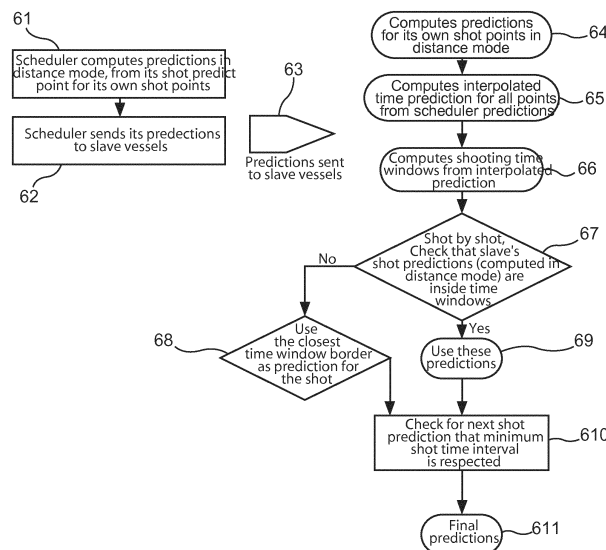 61
Scheduler computes predictions in
distance mode, from its shot predict
point for its own shot points
Scheduler sends its predections
to slave vessels
62
63
Predictions sent
to slave vessels
Computes predictions
for its own shot points in
distance mode
64
Computes interpolated
time prediction for all points
from scheduler predictions
65
Computes shooting time
windows from interpolated
prediction
66
Shot by shot,
Check that slave's
shot predictions (computed in
distance mode) are
inside time
windows
67
No
Yes
68
Use
the closest
time window border
as prediction for
the shot
Use these
predictions
69
Check for next shot
prediction that minimum
shot time interval
is respected
610
Final
predictions
611